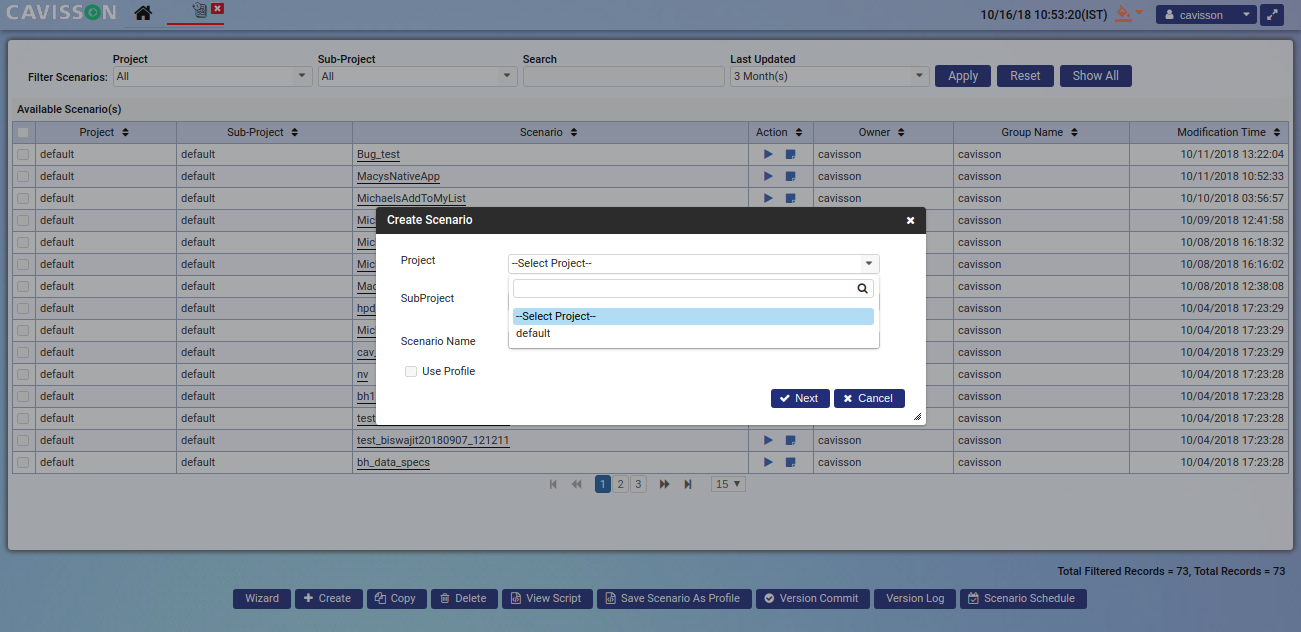 CAVISSON
10/16/18 10:53:20(IST)
cavisson
Project
Sub-Project
Search
Last Updated
Filter Scenarios: All All 3 Month(s) Apply Reset Show All
Available Scenario(s)
Project Sub-Project Scenario Action Owner Group Name Modification Time
default default Bug_test cavisson cavisson 10/11/2018 13:22:04
default default MacysNativeApp cavisson cavisson 10/11/2018 10:52:33
default default MichaelsAddToMyList cavisson cavisson 10/10/2018 03:56:57
default default Mic cavisson 10/09/2018 12:41:58
default default Mic cavisson 10/08/2018 16:18:32
default default Mic cavisson 10/08/2018 16:16:02
default default Mac cavisson 10/08/2018 12:38:08
default default hpd cavisson 10/04/2018 17:23:29
default default Mic cavisson 10/04/2018 17:23:29
default default cav_ cavisson 10/04/2018 17:23:29
default default nv cavisson 10/04/2018 17:23:28
default default bh1 cavisson 10/04/2018 17:23:28
default default test_ cavisson 10/04/2018 17:23:28
default default test_biswajit20180907_121211 cavisson cavisson 10/04/2018 17:23:28
default default bh_data_specs cavisson cavisson 10/04/2018 17:23:28
Create Scenario
Project --Select Project--
SubProject
--Select Project--
default
Scenario Name
Use Profile
Next Cancel
1 2 3 15
Total Filtered Records = 73, Total Records = 73
Wizard Create Copy Delete View Script Save Scenario As Profile Version Commit Version Log Scenario Schedule